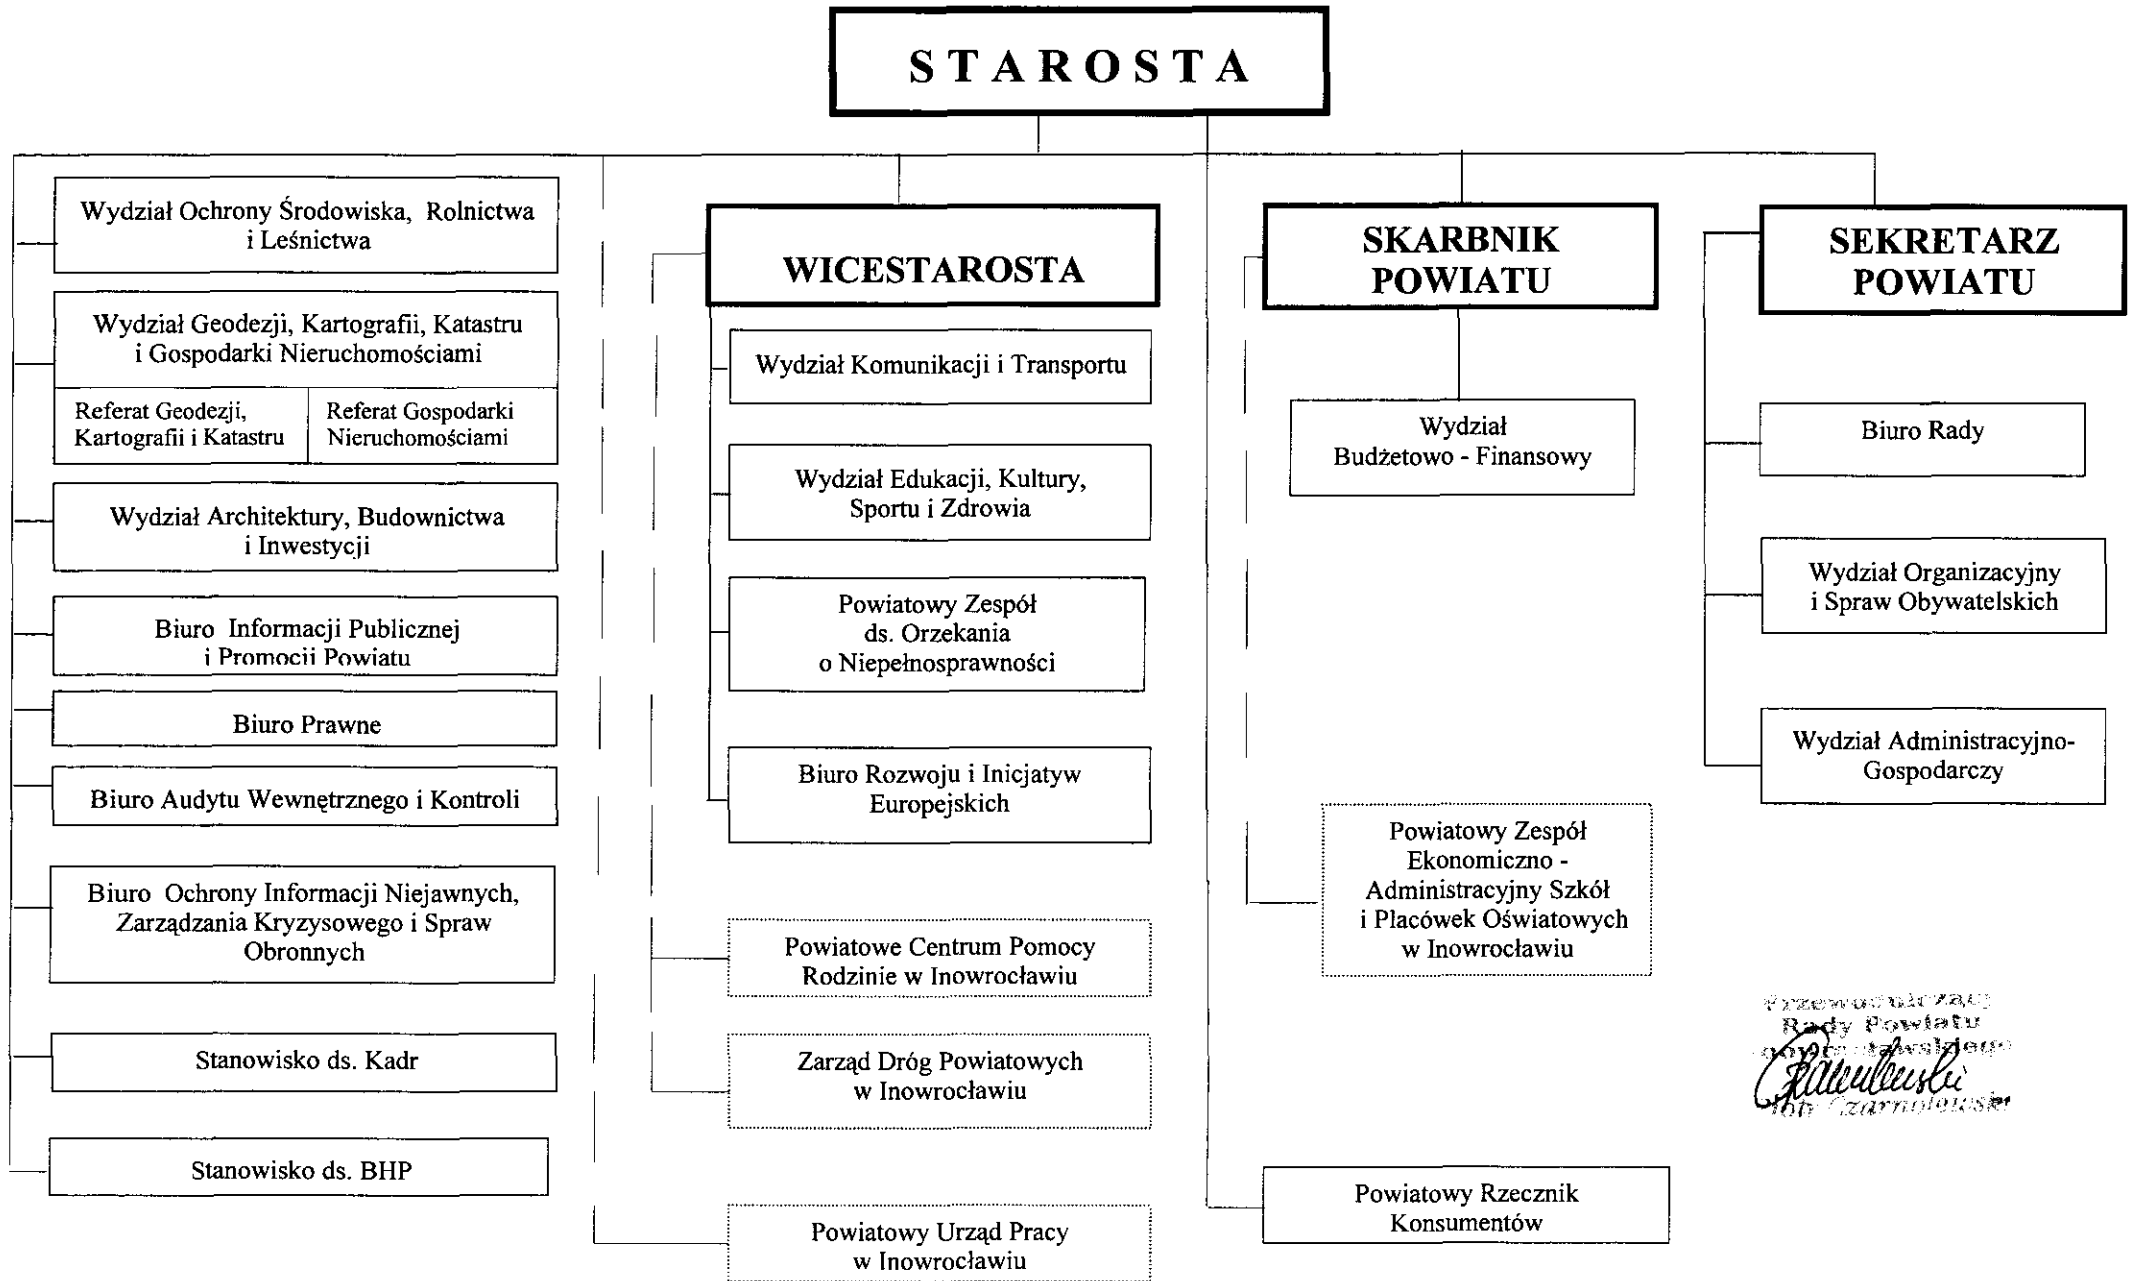 STAROSTA
Wydział Ochrony Środowiska, Rolnictwa
i Leśnictwa
Wydział Geodezji, Kartografii, Katastru
i Gospodarki Nieruchomościami
Referat Geodezji,
Kartografii i Katastru
Referat Gospodarki
Nieruchomościami
Wydział Architektury, Budownictwa
i Inwestycji
Biuro Informacji Publicznej
i Promocji Powiatu
Biuro Prawne
Biuro Audytu Wewnętrznego i Kontroli
Biuro Ochrony Informacji Niejawnych,
Zarządzania Kryzysowego i Spraw
Obronnych
Stanowisko ds. Kadr
Stanowisko ds. BHP
WICESTAROSTA
Wydział Komunikacji i Transportu
Wydział Edukacji, Kultury,
Sportu i Zdrowia
Powiatowy Zespół
ds. Orzekania
o Niepełnosprawności
Biuro Rozwoju i Inicjatyw
Europejskich
Powiatowe Centrum Pomocy
Rodzinie w Inowrocławiu
Zarząd Dróg Powiatowych
w Inowrocławiu
Powiatowy Urząd Pracy
w Inowrocławiu
SKARBNIK
POWIATU
Wydział
Budżetowo - Finansowy
Powiatowy Zespół
Ekonomiczno -
Administracyjny Szkół
i Placówek Oświatowych
w Inowrocławiu
Powiatowy Rzecznik
Konsumentów
SEKRETARZ
POWIATU
Biuro Rady
Wydział Organizacyjny
i Spraw Obywatelskich
Wydział Administracyjno-
Gospodarczy
Przewodniczący
Rady Powiatu